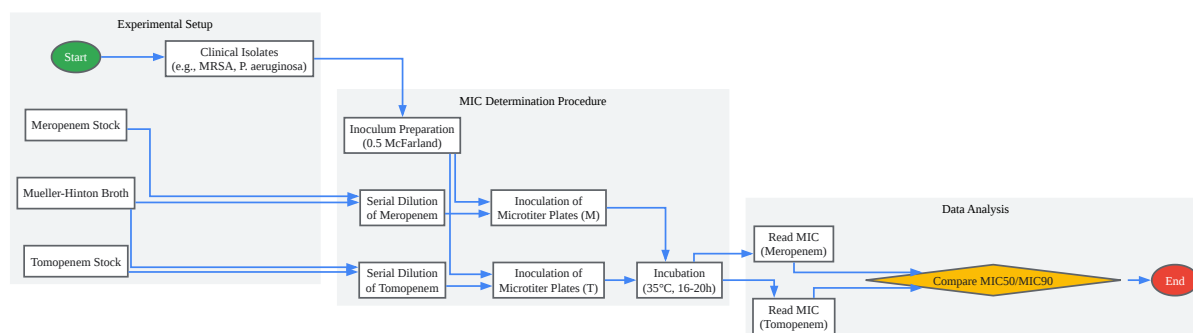 Experimental Setup
Start
Clinical Isolates
(e.g., MRSA, P. aeruginosa)
Meropenem Stock
Mueller-Hinton Broth
Tomopenem Stock
MIC Determination Procedure
Inoculum Preparation
(0.5 McFarland)
Serial Dilution
of Meropenem
Inoculation of
Microtiter Plates (M)
Serial Dilution
of Tomopenem
Inoculation of
Microtiter Plates (T)
Incubation
(35°C, 16-20h)
Data Analysis
Read MIC
(Meropenem)
Read MIC
(Tomopenem)
Compare MIC50/MIC90
End